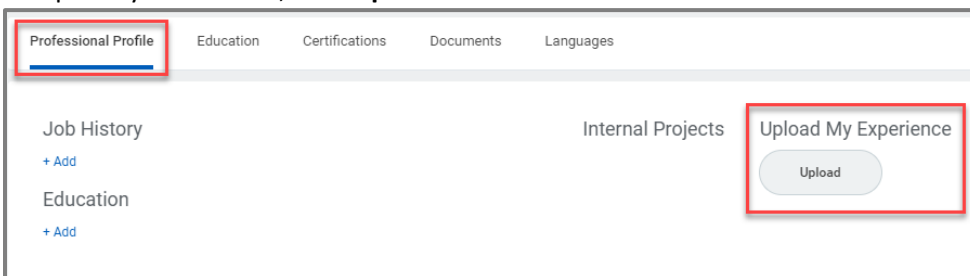 Professional Profile Education Certifications Documents Languages
Job History Internal Projects Upload My Experience
+ Add Upload
Education
+ Add